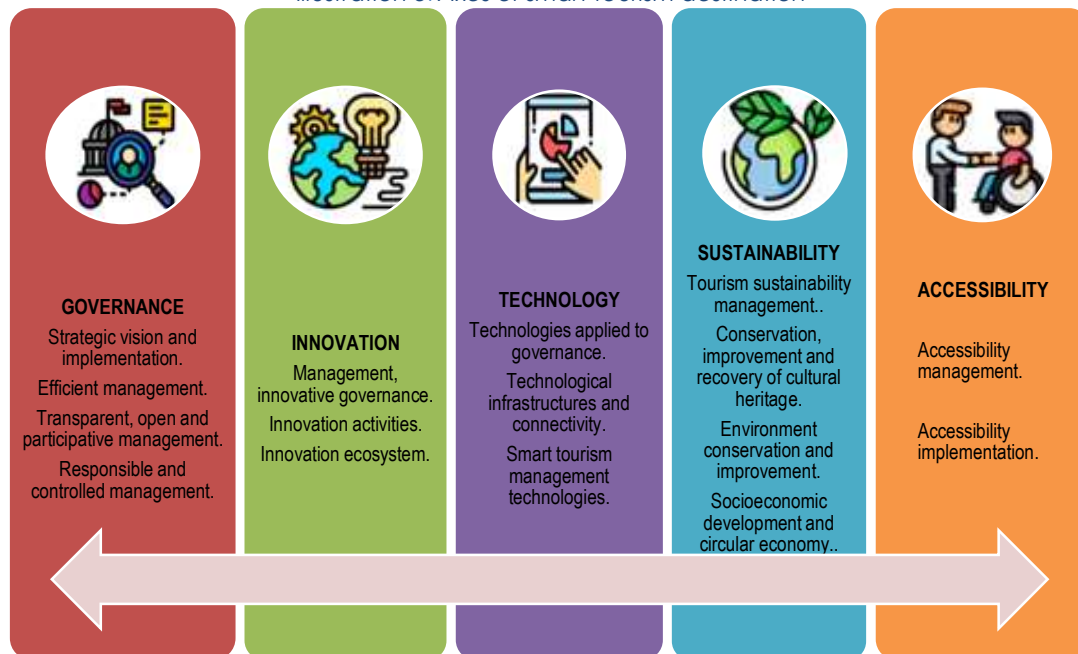 GOVERNANCE
Strategic vision and
implementation.
Efficient management.
Transparent, open and
participative management.
Responsible and
controlled management.
INNOVATION
Management,
innovative governance.
Innovation activities.
Innovation ecosystem.
TECHNOLOGY
Technologies applied to
governance.
Technological
infrastructures and
connectivity.
Smart tourism
management
technologies.
SUSTAINABILITY
Tourism sustainability
management..
Conservation,
improvement and
recovery of cultural
heritage.
Environment
conservation and
improvement.
Socioeconomic
development and
circular economy..
ACCESSIBILITY
Accessibility
management.
Accessibility
implementation.